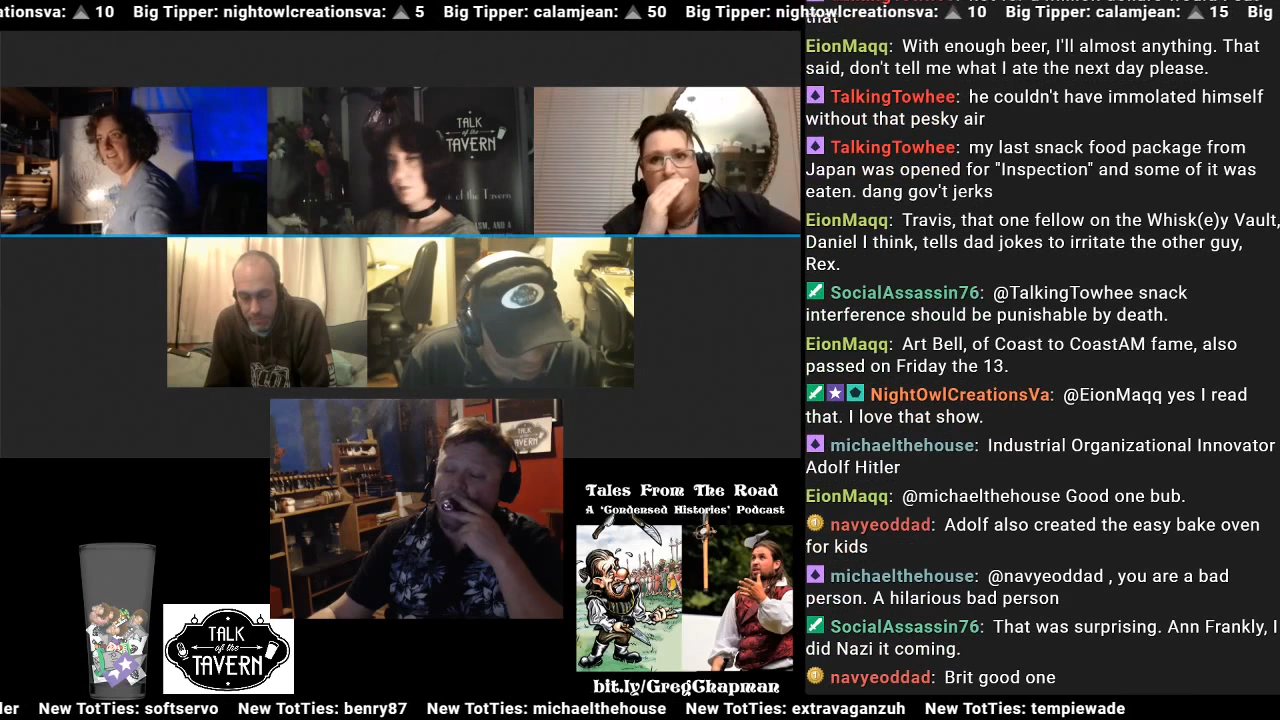 ationsva: 10 Big Tipper: nightowlcreationsva: 5 Big Tipper: calamjean: 50 Big Tipper: nightowlcreationsva: 10 Big Tipper: calamjean: 15 Big
that
EionMaqq: With enough beer, I'll almost anything. That
said, don't tell me what I ate the next day please.
TalkingTowhee: he couldn't have immolated himself
without that pesky air
TalkingTowhee: my last snack food package from
Japan was opened for "Inspection" and some of it was
eaten. dang gov't jerks
EionMaqq: Travis, that one fellow on the Whisk(e)y Vault,
Daniel I think, tells dad jokes to irritate the other guy,
Rex.
SocialAssassin76: @TalkingTowhee snack
interference should be punishable by death.
EionMaqq: Art Bell, of Coast to CoastAM fame, also
passed on Friday the 13.
NightOwlCreationsVa: @EionMaqq yes I read
that. I love that show.
michaelthehouse: Industrial Organizational Innovator
Adolf Hitler
EionMaqq: @michaelthehouse Good one bub.
navyeoddad: Adolf also created the easy bake oven
for kids
michaelthehouse: @navyeoddad , you are a bad
person. A hilarious bad person
SocialAssassin76: That was surprising. Ann Frankly, I
did Nazi it coming.
navyeoddad: Brit good one
TALK
of the
TAVERN
of the Tavern
TALK
of the
TAVERN
Tales From The Road
A 'Condensed Histories' Podcast
bit.ly/GregChapman
TALK
of the
TAVERN
ler New TotTies: softservo New TotTies: benry87 New TotTies: michaelthehouse New TotTies: extravaganzuh New TotTies: tempiewade